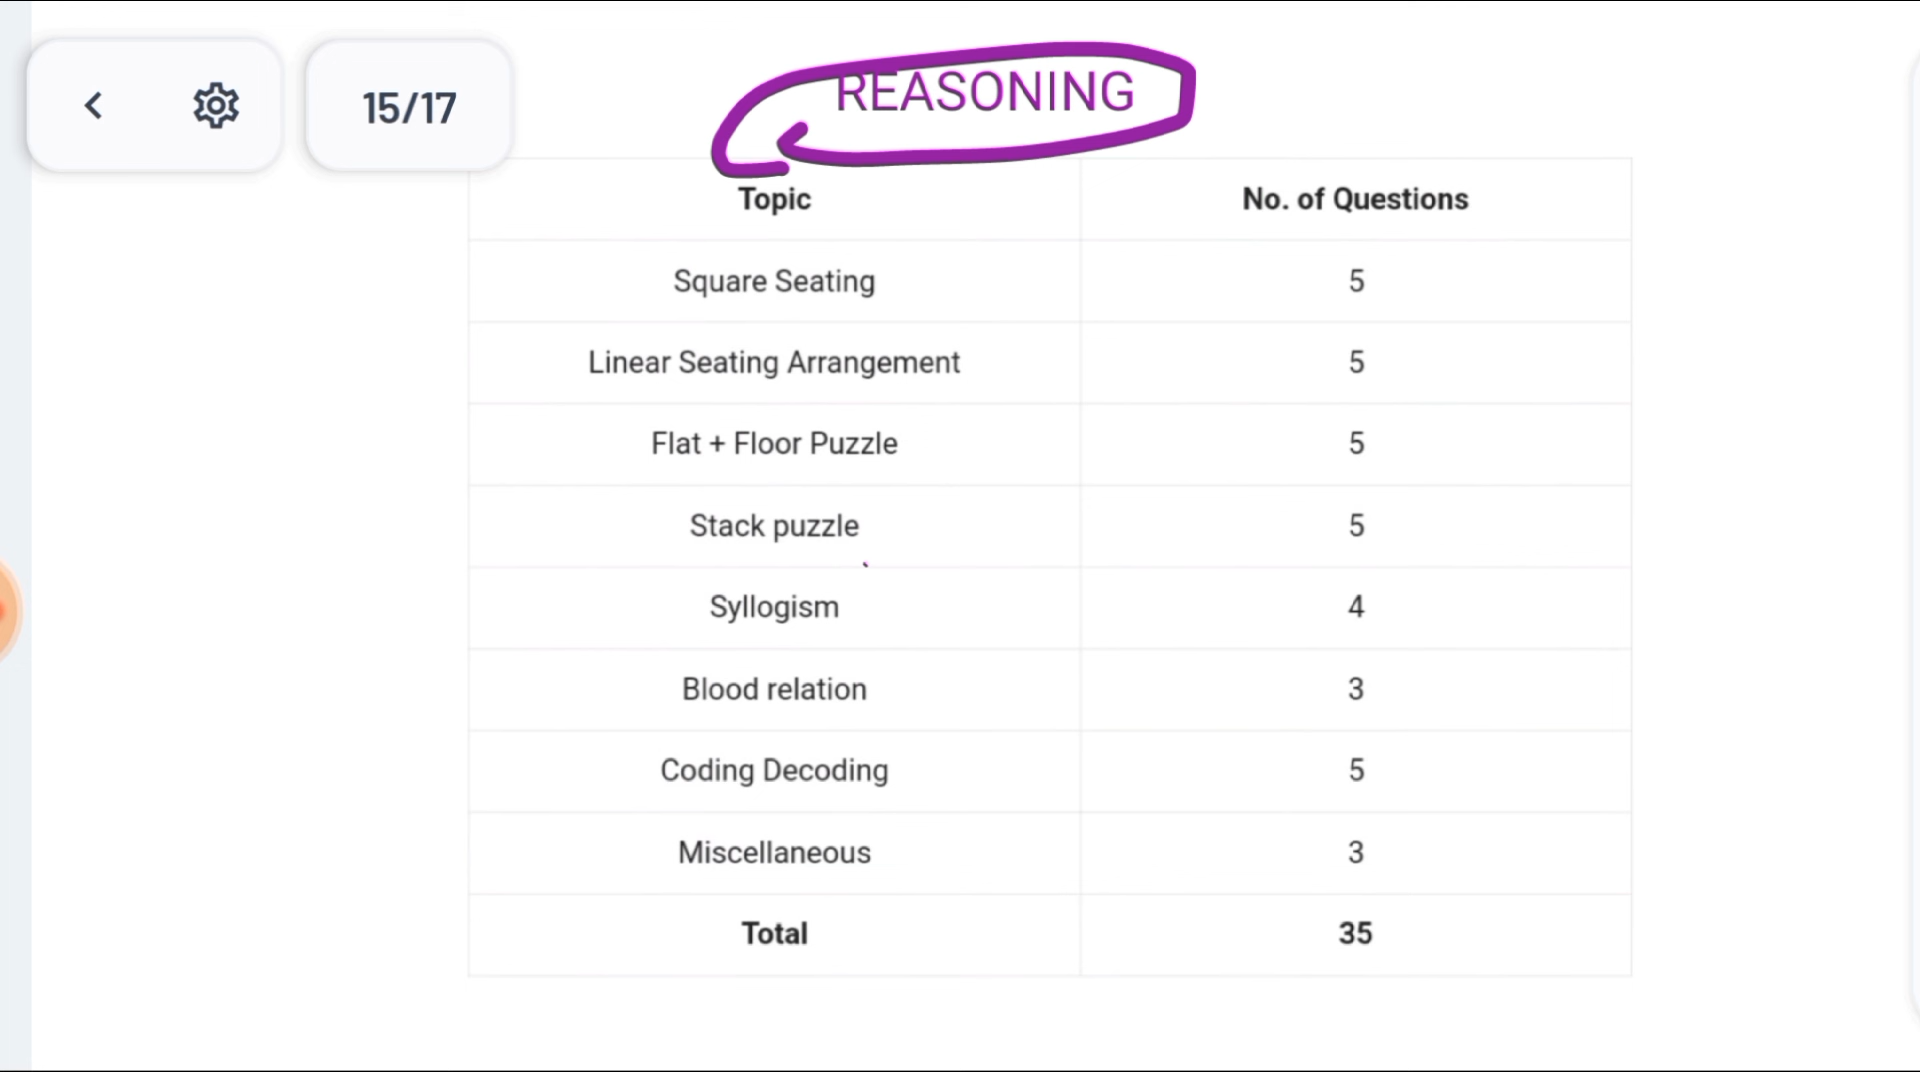 15/17
REASONING
Topic No. of Questions
Square Seating 5
Linear Seating Arrangement 5
Flat + Floor Puzzle 5
Stack puzzle 5
Syllogism 4
Blood relation 3
Coding Decoding 5
Miscellaneous 3
Total 35